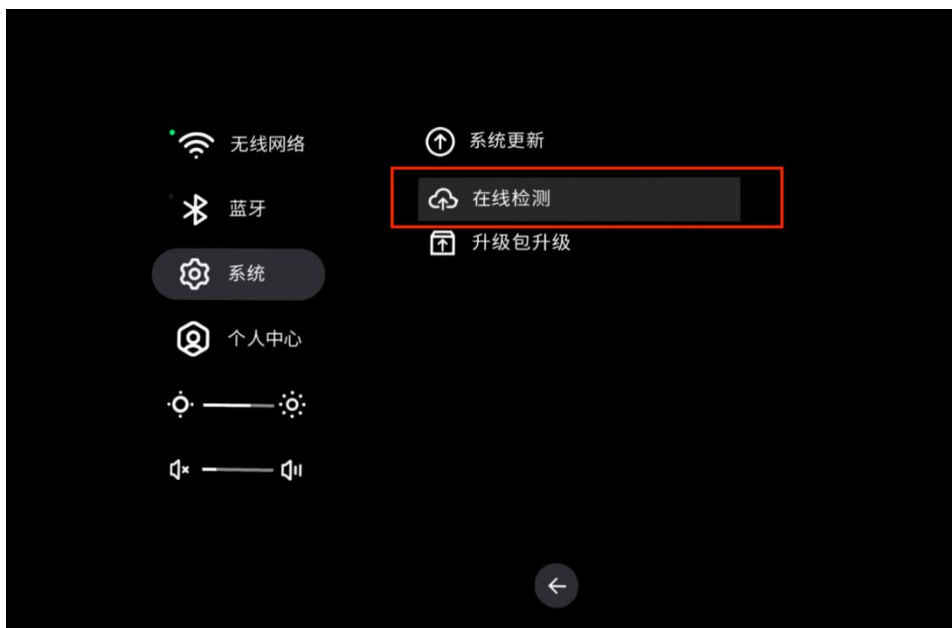 无线网络
蓝牙
系统
个人中心
系统更新
在线检测
升级包升级